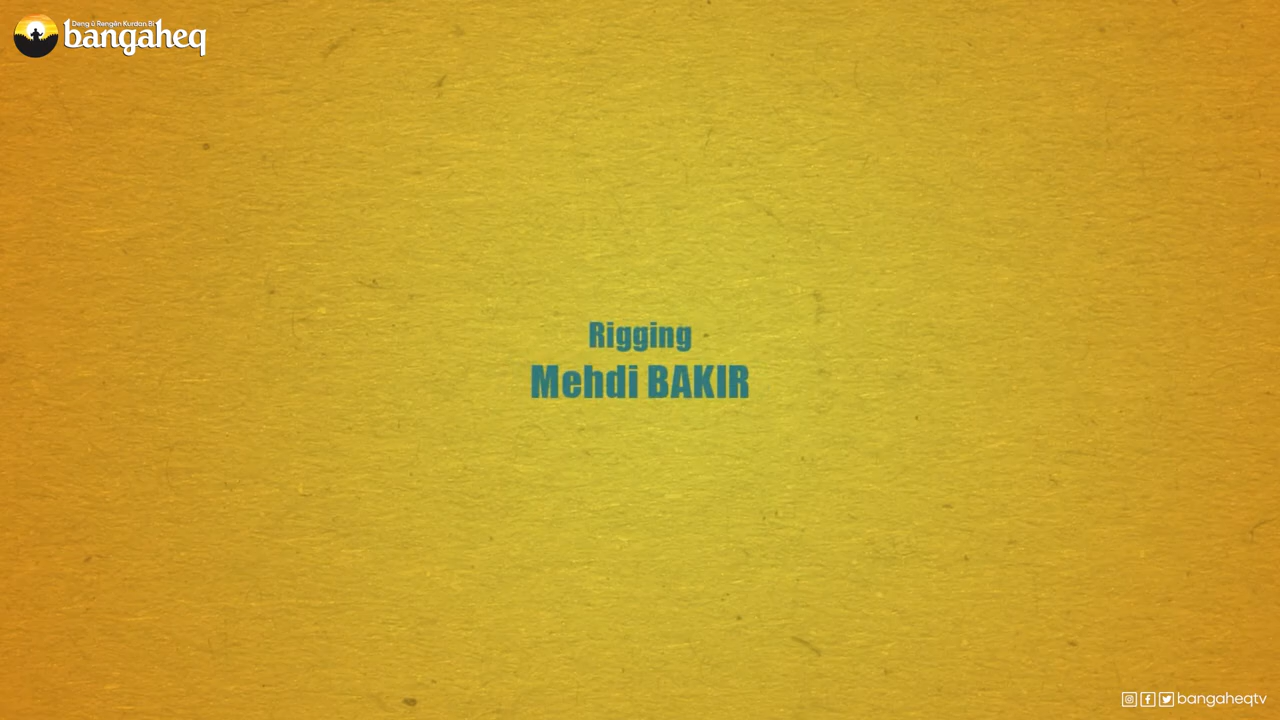 Deng û Rengên Kurdan Bi
bangaheq
Rigging
Mehdi BAKIR
bangaheqtv